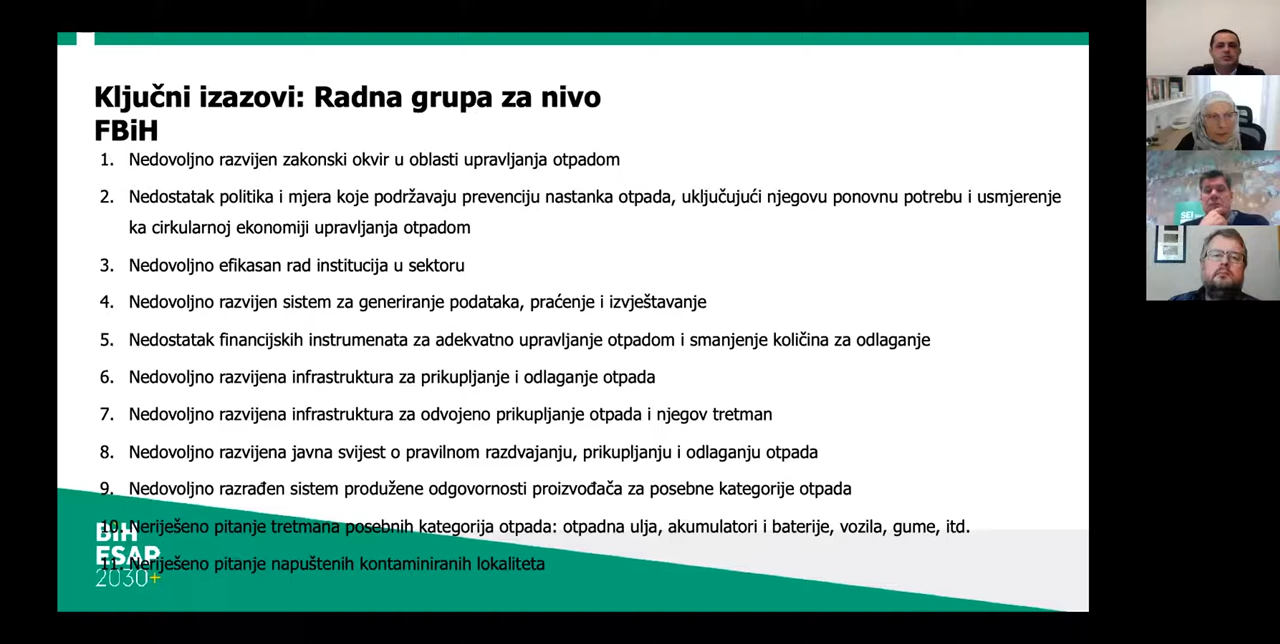 Ključni izazovi: Radna grupa za nivo
FBiH
1. Nedovoljno razvijen zakonski okvir u oblasti upravljanja otpadom
2. Nedostatak politika i mjera koje podržavaju prevenciju nastanka otpada, uključujući njegovu ponovnu potrebu i usmjerenje
ka cirkularnoj ekonomiji upravljanja otpadom
3. Nedovoljno efikasan rad institucija u sektoru
4. Nedovoljno razvijen sistem za generiranje podataka, praćenje i izvještavanje
5. Nedostatak financijskih instrumenata za adekvatno upravljanje otpadom i smanjenje količina za odlaganje
6. Nedovoljno razvijena infrastruktura za prikupljanje i odlaganje otpada
7. Nedovoljno razvijena infrastruktura za odvojeno prikupljanje otpada i njegov tretman
8. Nedovoljno razvijena javna svijest o pravilnom razdvajanju, prikupljanju i odlaganju otpada
9. Nedovoljno razrađen sistem produžene odgovornosti proizvođača za posebne kategorije otpada
10. Neriješeno pitanje tretmana posebnih kategorija otpada: otpadna ulja, akumulatori i baterije, vozila, gume, itd.
11. Neriješeno pitanje napuštenih kontaminiranih lokaliteta
BIH
ESAP
2030+
SEI